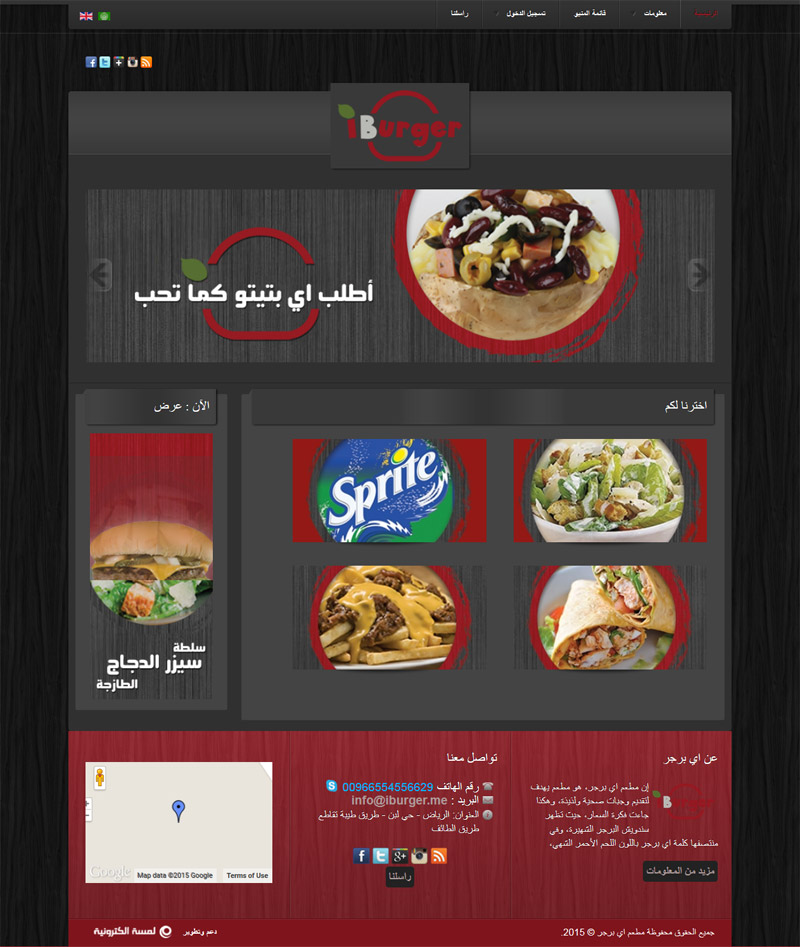 الرئيسية
معلومات
قائمة المنيو
تسجيل الدخول
راسلنا
iBurger
أطلب اي بتيتو كما تحب
اخترنا لكم
الآن : عرض
Sprite
سلطة
سيزر الدجاج
الطازجة
عن اي برجر
iBurger
إن مطعم اي برجر، هو مطعم يهدف
لتقديم وجبات صحية ولذيذة، وهكذا
جاءت فكرة السمار، حيث تظهر
سندويش البرجر الشهيرة، وفي
منتصفها كلمة اي برجر باللون اللحم الأحمر الشهي،
مزيد من المعلومات
تواصل معنا
رقم الهاتف 00966554556629
البريد : info@iburger.me
العنوان: الرياض - حي لبن - طريق طيبة تقاطع
طريق الطائف
راسلنا
Google
Map data ©2015 Google
Terms of Use
جميع الحقوق محفوظة مطعم اي برجر © 2015.
دعم وتطوير
لمسة الكترونية